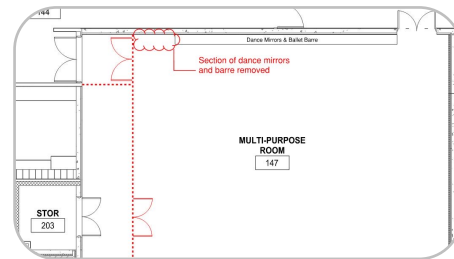 144
Dance Mirrors & Ballet Barre
Section of dance mirrors
and barre removed
MULTI-PURPOSE
ROOM
147
STOR
203